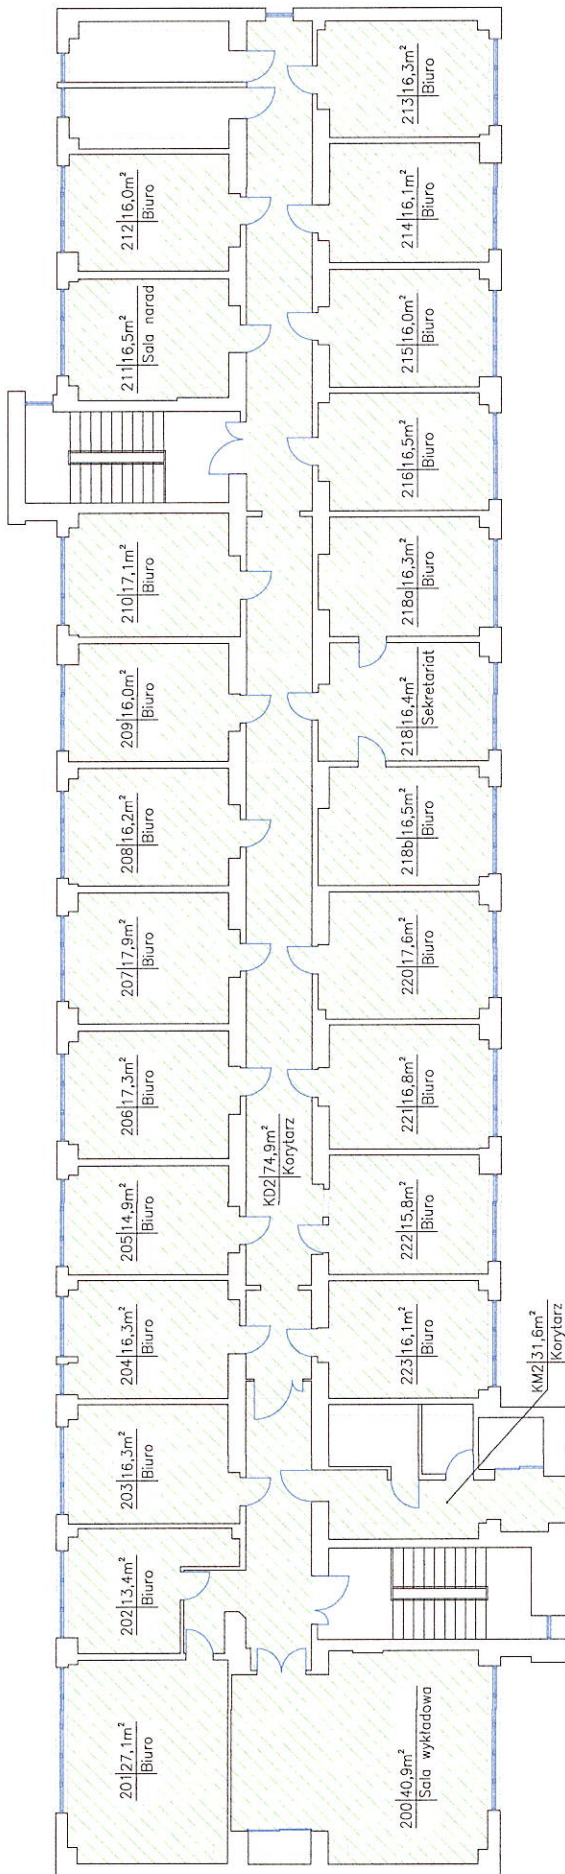 201|27,1m²
Biuro
202|13,4m²
Biuro
203|16,3m²
Biuro
204|16,3m²
Biuro
205|14,9m²
Biuro
206|17,3m²
Biuro
207|17,9m²
Biuro
208|16,2m²
Biuro
209|16,0m²
Biuro
210|17,1m²
Biuro
211|16,5m²
Sala narad
212|16,0m²
Biuro
KD2|74,9m²
Korytarz
200|40,9m²
Sala wykładowa
KM2|31,6m²
Korytarz
223|16,1m²
Biuro
222|15,8m²
Biuro
221|16,8m²
Biuro
220|17,6m²
Biuro
218b|16,5m²
Biuro
218|16,4m²
Sekretariat
218a|16,3m²
Biuro
216|16,5m²
Biuro
215|16,0m²
Biuro
214|16,1m²
Biuro
213|16,3m²
Biuro